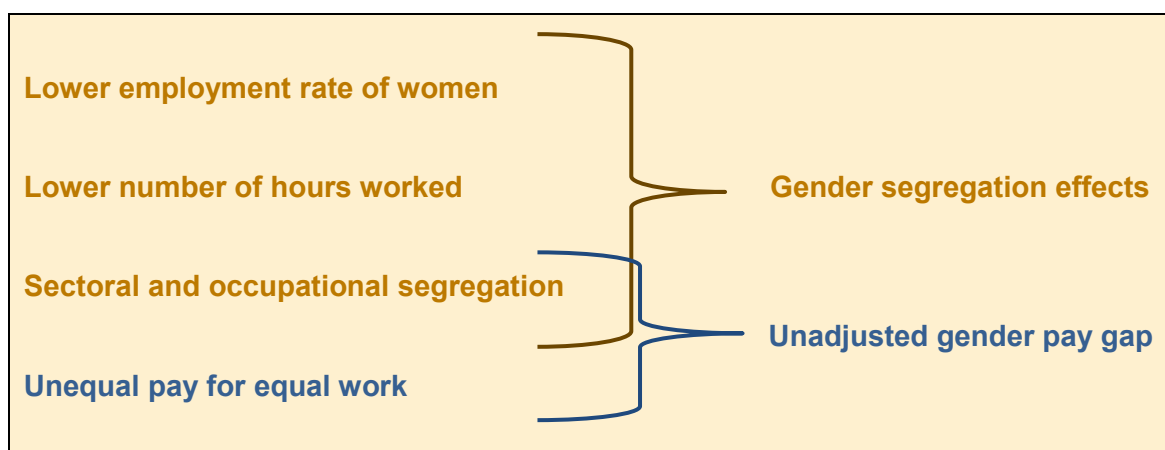 Lower employment rate of women
Lower number of hours worked
Gender segregation effects
Sectoral and occupational segregation
Unadjusted gender pay gap
Unequal pay for equal work